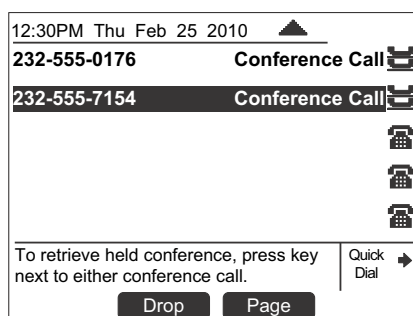 12:30PM Thu Feb 25 2010
232-555-0176 Conference Call
232-555-7154 Conference Call
To retrieve held conference, press key
next to either conference call.
Quick
Dial
Drop Page